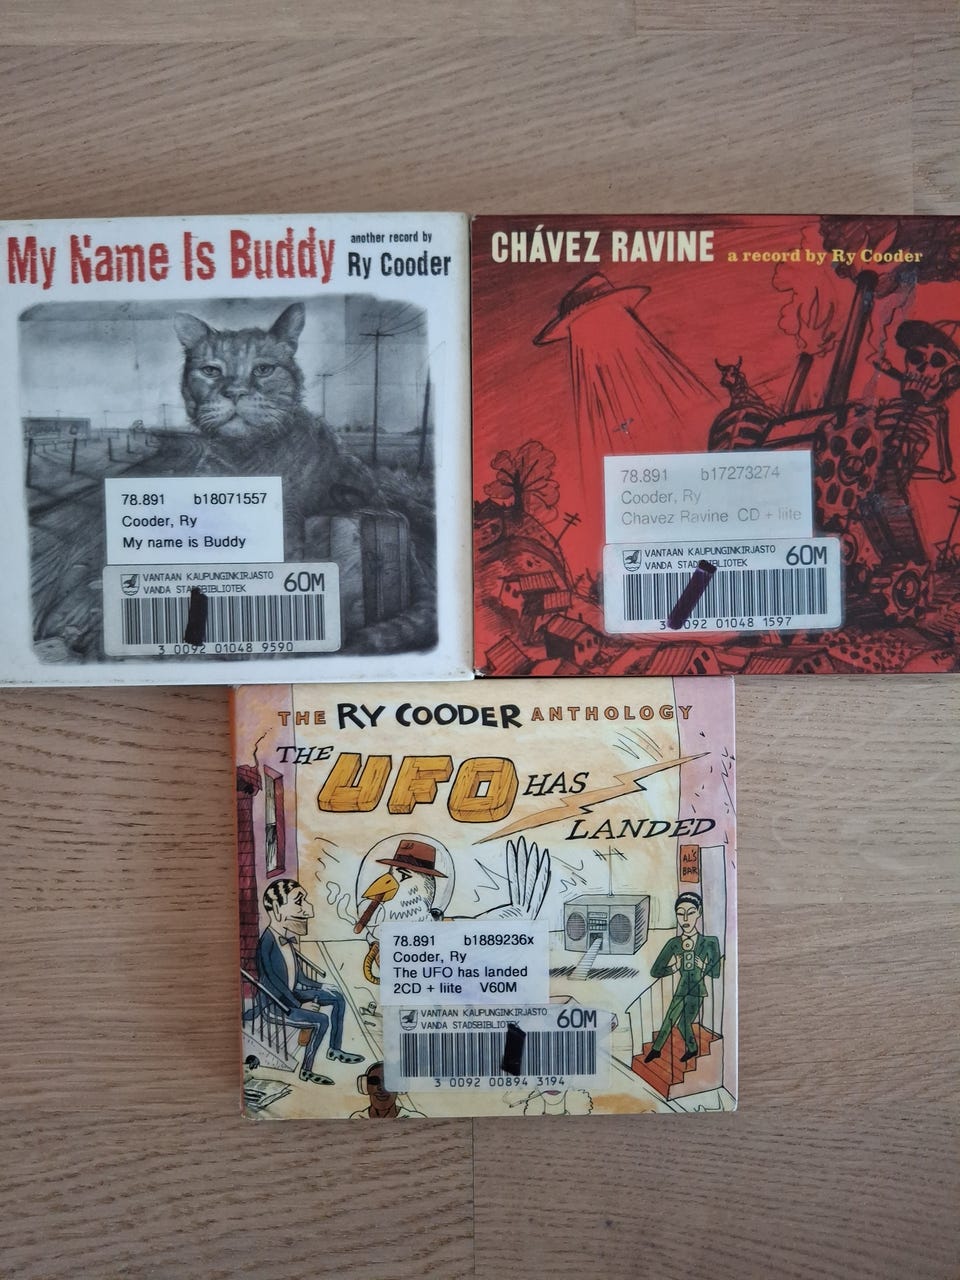 My Name Is Buddy
another record by
Ry Cooder
78.891 b18071557
Cooder, Ry
My name is Buddy
VANTAAN KAUPUNGINKIRJASTO
VANDA STADSBIBLIOTEK
60M
3 0092 01048 9590
CHÁVEZ RAVINE
a record by Ry Cooder
78.891 b17273274
Cooder, Ry
Chavez Ravine CD + liite
VANTAAN KAUPUNGINKIRJASTO
VANDA STADSBIBLIOTEK
60M
3 0092 01048 1597
THE RY COODER ANTHOLOGY
THE UFO HAS
LANDED
AL'S
BAR
78.891 b1889236x
Cooder, Ry
The UFO has landed
2CD + liite V60M
VANTAAN KAUPUNGINKIRJASTO
VANDA STADSBIBLIOTEK
60M
3 0092 00894 3194